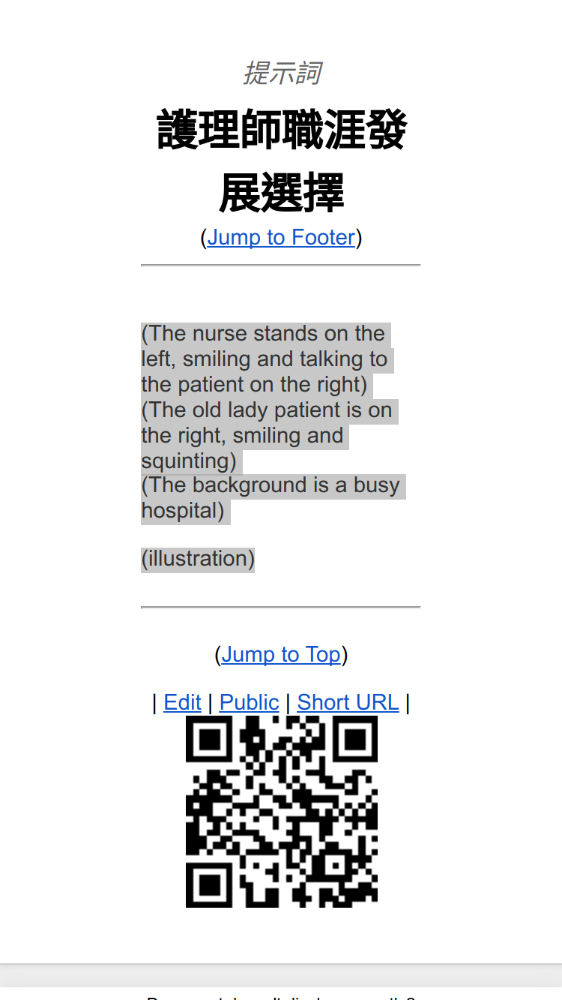 提示詞
護理師職涯發
展選擇
(Jump to Footer)
(The nurse stands on the
left, smiling and talking to
the patient on the right)
(The old lady patient is on
the right, smiling and
squinting)
(The background is a busy
hospital)
(illustration)
(Jump to Top)
| Edit | Public | Short URL |